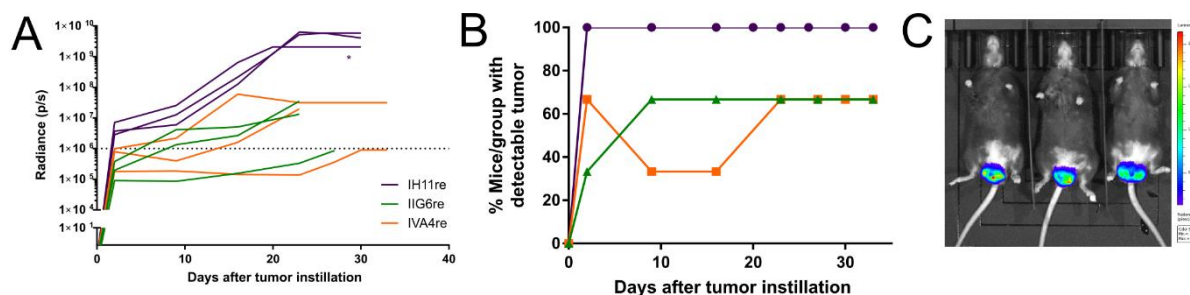 A
Radiance (p/s)
1×10 10
1×10 9
1×10 8
1×10 7
1×10 6
1×10 5
1×10 4
1×10 1
*
IH11re
IIG6re
IVA4re
0
10
20
30
40
Days after tumor instillation
B
% Mice/group with
detectable tumor
100
80
60
40
20
0
0
10
20
30
Days after tumor instillation
C